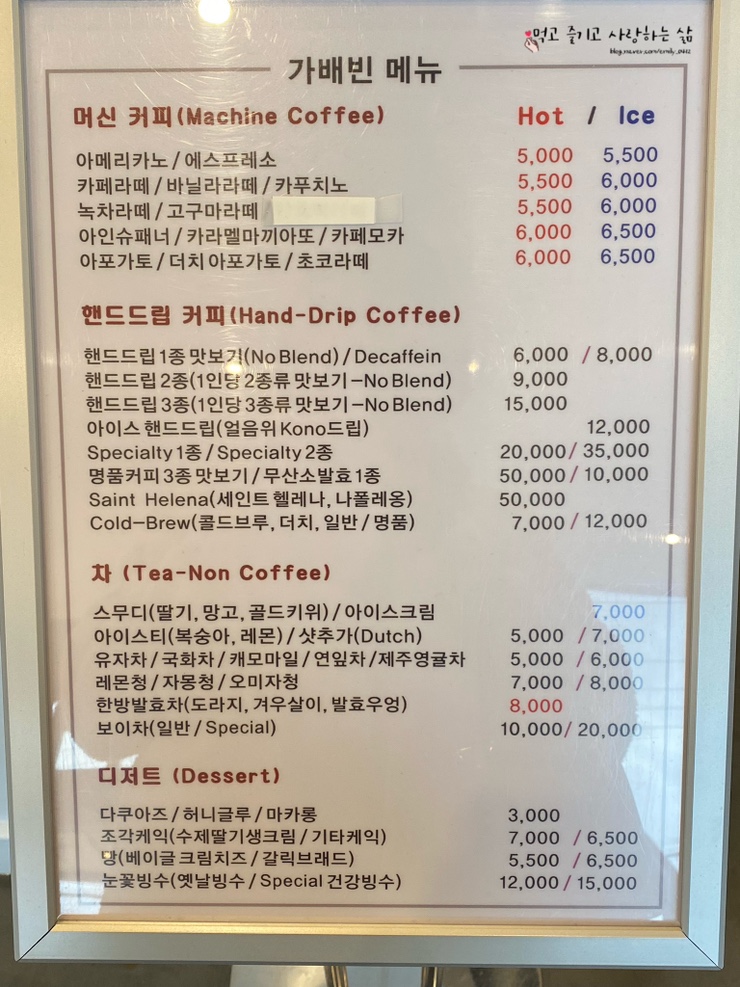 먹고 즐기고 사랑하는 삶
blog.naver.com/emily_0612
가배빈 메뉴
머신 커피(Machine Coffee) Hot / Ice
아메리카노 / 에스프레소 5,000 5,500
카페라떼 / 바닐라라떼 / 카푸치노 5,500 6,000
녹차라떼 / 고구마라떼 5,500 6,000
아인슈패너 / 카라멜마끼아또 / 카페모카 6,000 6,500
아포가토 / 더치아포가토 / 초코라떼 6,000 6,500
핸드드립 커피(Hand-Drip Coffee)
핸드드립 1종 맛보기(No Blend) / Decaffein 6,000 / 8,000
핸드드립 2종(1인당 2종류 맛보기-No Blend) 9,000
핸드드립 3종(1인당 3종류 맛보기-No Blend) 15,000
아이스 핸드드립(얼음위 Kono드립) 12,000
Specialty 1종 / Specialty 2종 20,000 / 35,000
명품커피 3종 맛보기 / 무산소발효 1종 50,000 / 10,000
Saint Helena(세인트 헬레나, 나폴레옹) 50,000
Cold-Brew(콜드브루, 더치, 일반 / 명품) 7,000 / 12,000
차 (Tea-Non Coffee)
스무디(딸기, 망고, 골드키위) / 아이스크림 7,000
아이스티(복숭아, 레몬) / 샷추가(Dutch) 5,000 / 7,000
유자차 / 국화차 / 캐모마일 / 연잎차 / 제주영귤차 5,000 / 6,000
레몬청 / 자몽청 / 오미자청 7,000 / 8,000
한방발효차(도라지, 겨우살이, 발효우엉) 8,000
보이차(일반 / Special) 10,000 / 20,000
디저트 (Dessert)
다쿠아즈 / 허니글루 / 마카롱 3,000
조각케익(수제딸기생크림 / 기타케익) 7,000 / 6,500
빵(베이글 크림치즈 / 갈릭브래드) 5,500 / 6,500
눈꽃빙수(옛날빙수 / Special 건강빙수) 12,000 / 15,000